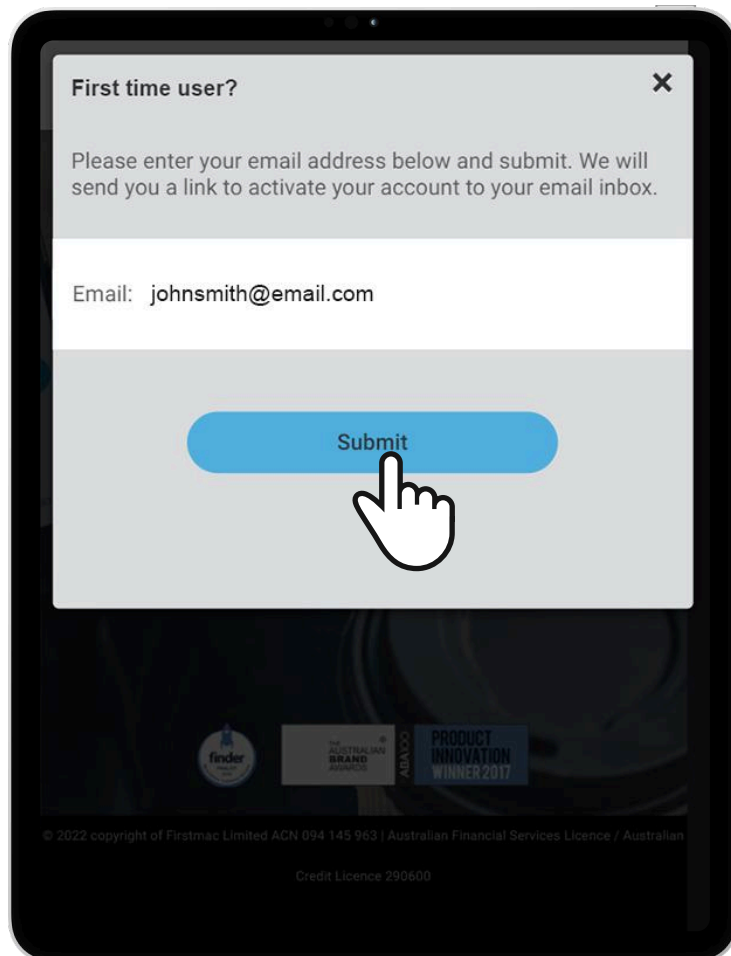 First time user?
Please enter your email address below and submit. We will
send you a link to activate your account to your email inbox.
Email: johnsmith@email.com
Submit
finder
THE
AUSTRALIAN
BRAND
AWARDS
ABA100
PRODUCT
INNOVATION
WINNER 2017
© 2022 copyright of Firstmac Limited ACN 094 145 963 | Australian Financial Services Licence / Australian
Credit Licence 290600